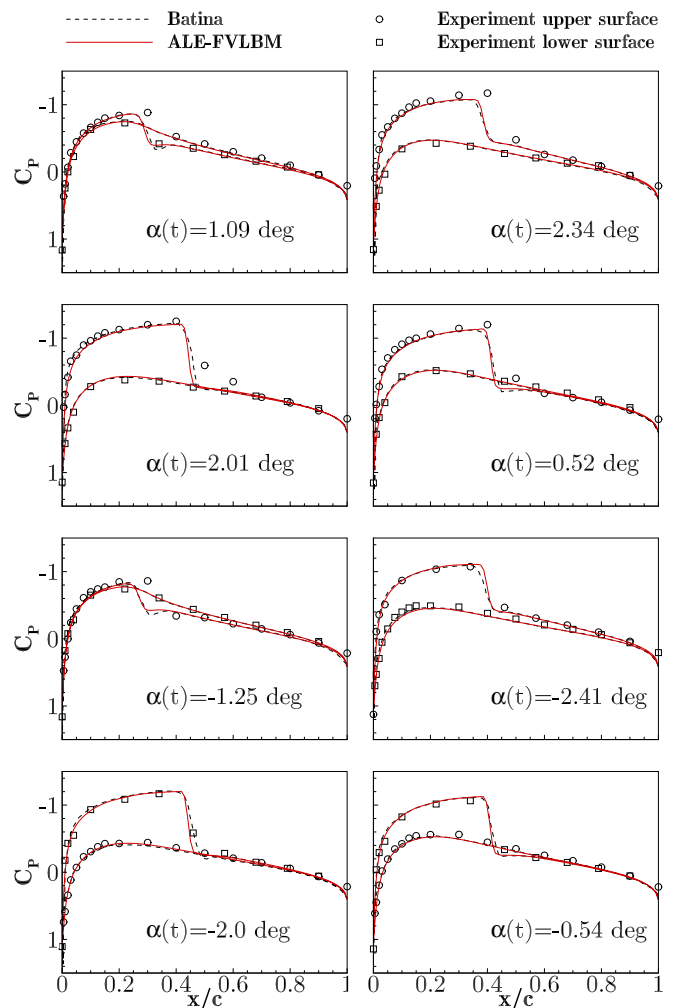 Batina
Experiment upper surface
ALE-FVLBM
Experiment lower surface
-1
0
1
C_P
α(t)=1.09 deg
α(t)=2.34 deg
-1
0
1
C_P
α(t)=2.01 deg
α(t)=0.52 deg
-1
0
1
C_P
α(t)=-1.25 deg
α(t)=-2.41 deg
-1
0
1
C_P
α(t)=-2.0 deg
α(t)=-0.54 deg
0 0.2 0.4 0.6 0.8 1
0 0.2 0.4 0.6 0.8 1
x/c
x/c